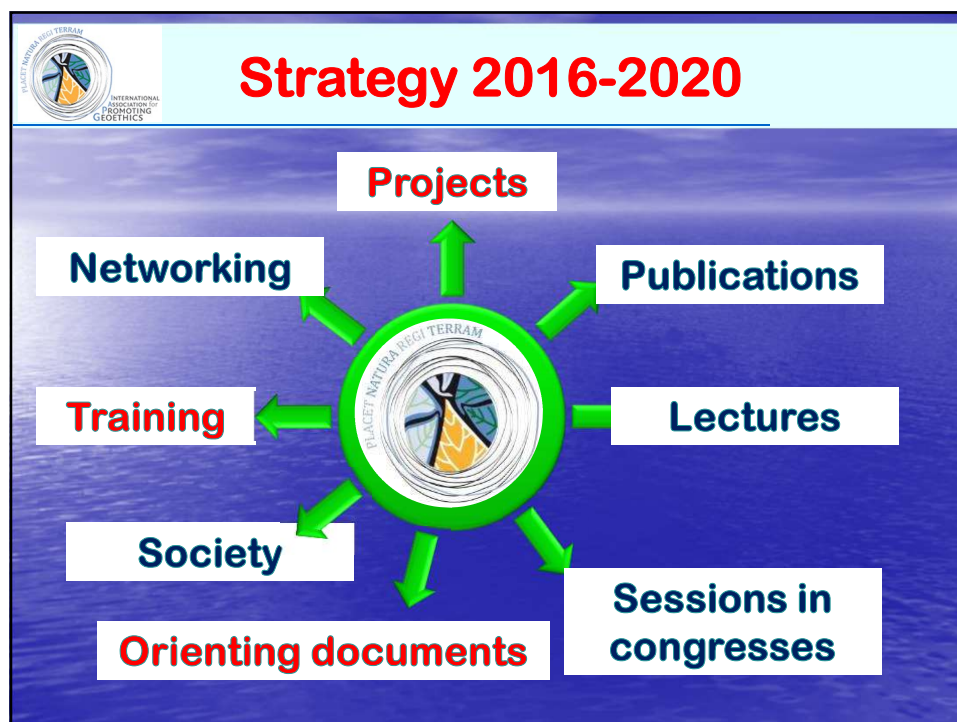 PLACET NATURA REGI TERRAM
INTERNATIONAL
ASSOCIATION for
PROMOTING
GEOETHICS
Strategy 2016-2020
Projects
Networking
Publications
PLACET NATURA REGI TERRAM
Training
Lectures
Society
Sessions in
congresses
Orienting documents